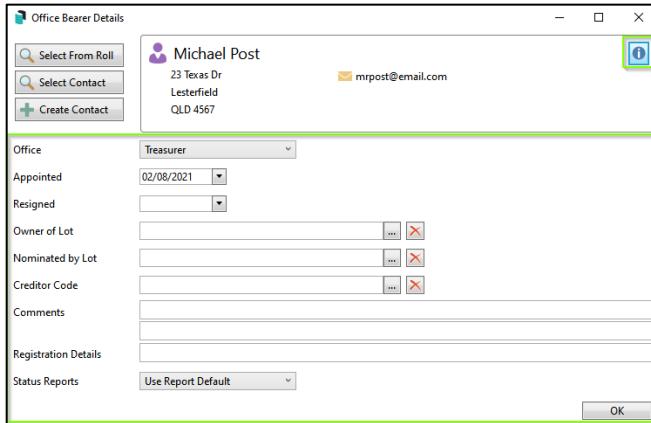 Office Bearer Details
Select From Roll
Select Contact
Create Contact
Michael Post
23 Texas Dr
Lesterfield
QLD 4567
mrpost@email.com
Office Treasurer
Appointed 02/08/2021
Resigned
Owner of Lot ...
Nominated by Lot ...
Creditor Code ...
Comments
Registration Details
Status Reports Use Report Default
OK